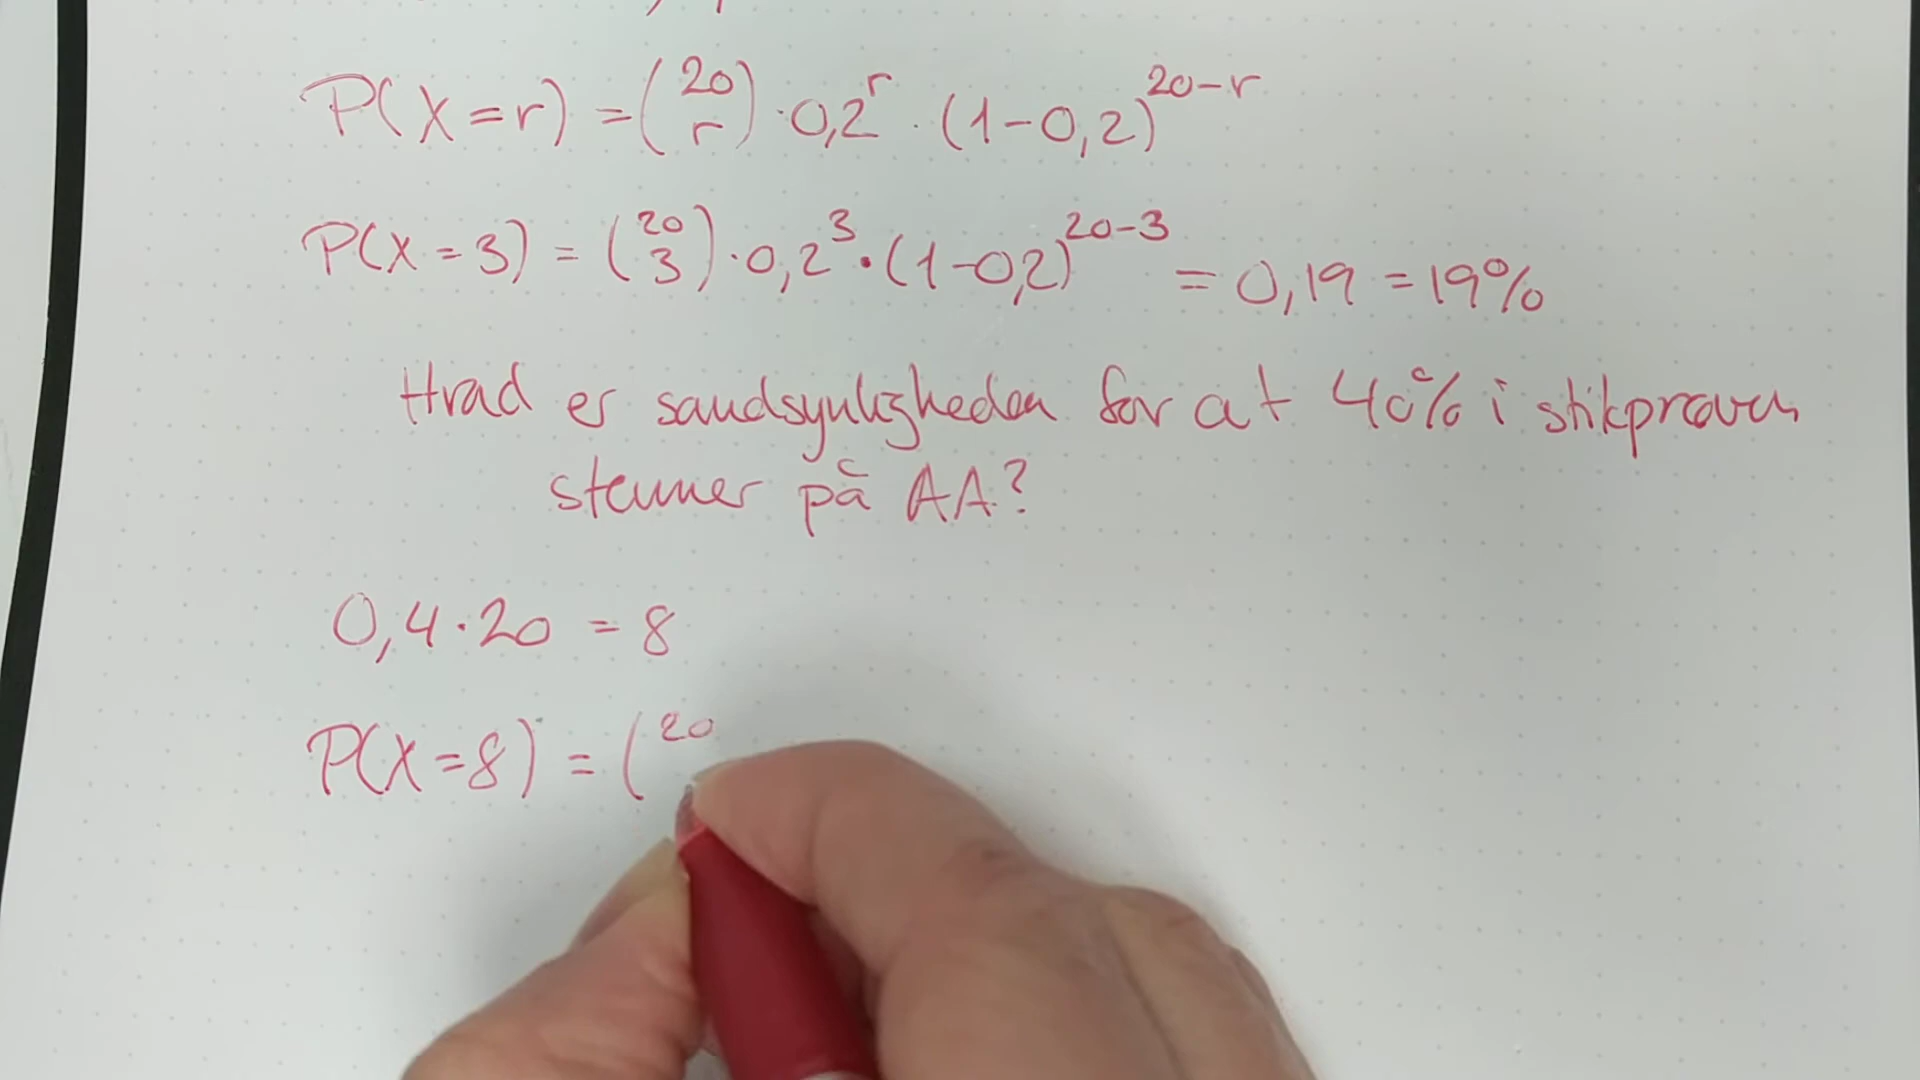 P(X=r) = (20 r) · 0,2^r · (1-0,2)^20-r
P(X=3) = (20 3) · 0,2^3 · (1-0,2)^20-3 = 0,19 = 19%
Hvad er sandsynligheden for at 40% i stikprøven
stemmer på AA?
0,4·20 = 8
P(X=8) = (20